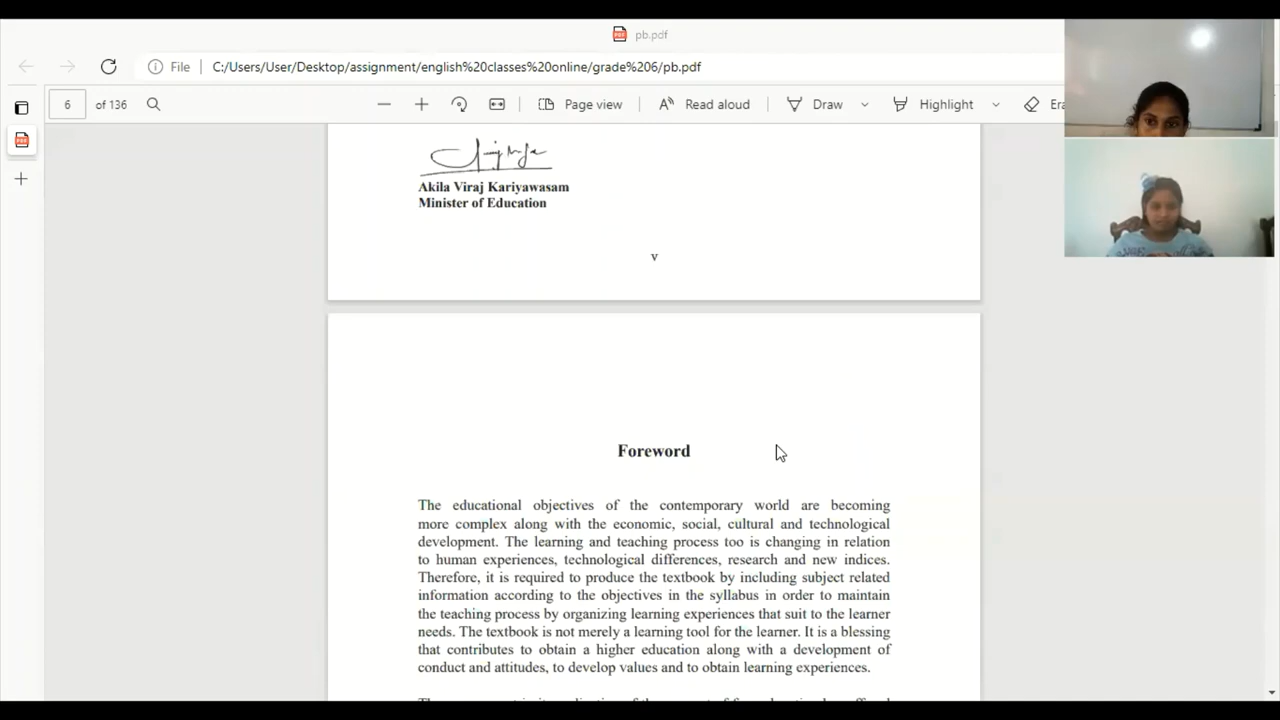 pb.pdf
File
C:/Users/User/Desktop/assignment/english%20classes%20online/grade%206/pb.pdf
6 of 136
Page view
Read aloud
Draw
Highlight
Era
Akila Viraj Kariyawasam
Minister of Education
v
Foreword
The educational objectives of the contemporary world are becoming
more complex along with the economic, social, cultural and technological
development. The learning and teaching process too is changing in relation
to human experiences, technological differences, research and new indices.
Therefore, it is required to produce the textbook by including subject related
information according to the objectives in the syllabus in order to maintain
the teaching process by organizing learning experiences that suit to the learner
needs. The textbook is not merely a learning tool for the learner. It is a blessing
that contributes to obtain a higher education along with a development of
conduct and attitudes, to develop values and to obtain learning experiences.